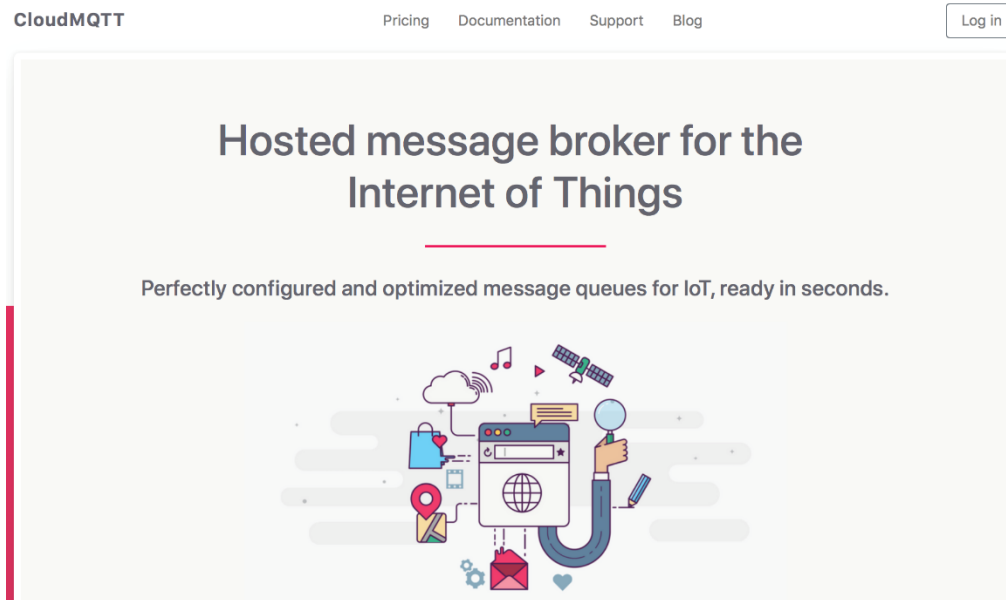 CloudMQTT Pricing Documentation Support Blog Log in
Hosted message broker for the
Internet of Things
Perfectly configured and optimized message queues for IoT, ready in seconds.